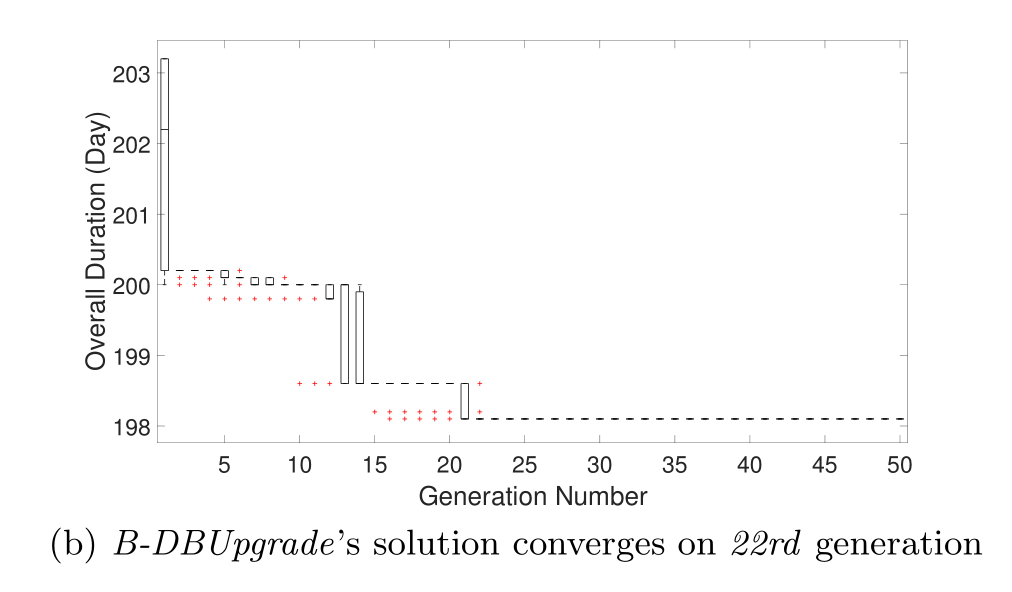 203
202
201
200
199
198
Overall Duration (Day)
5 10 15 20 25 30 35 40 45 50
Generation Number
(b) B-DBUpgrade's solution converges on 22rd generation